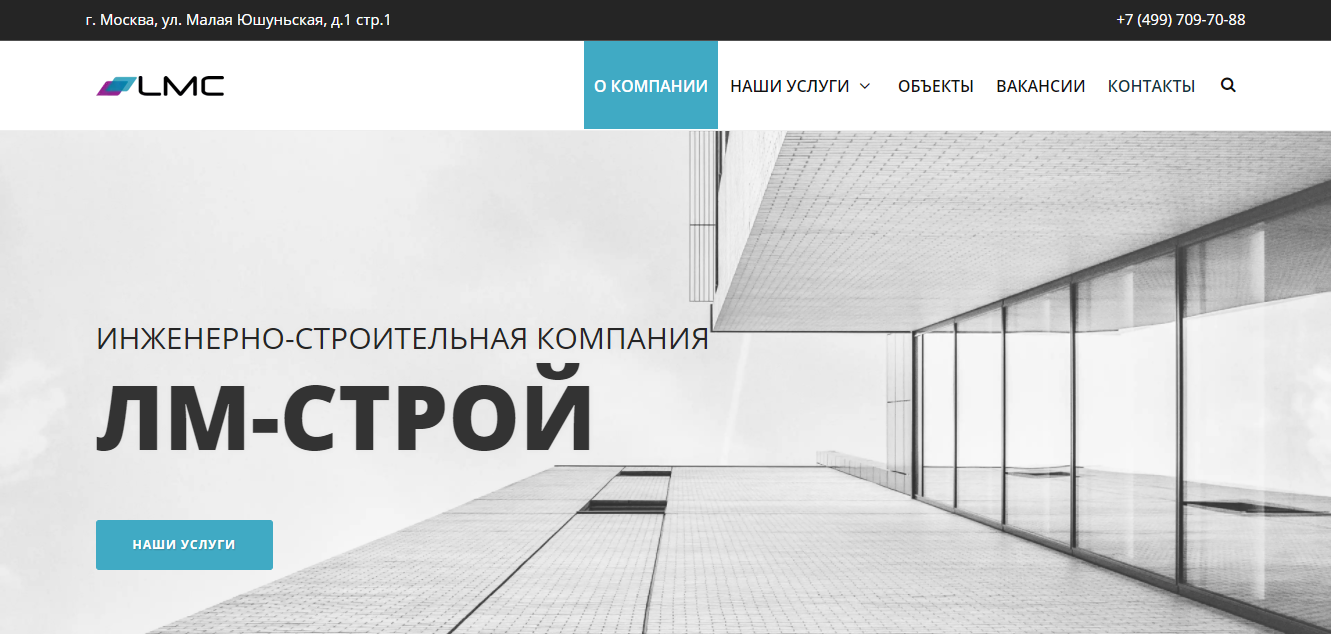 г. Москва, ул. Малая Юшуньская, д.1 стр.1
+7 (499) 709-70-88
LMC
О КОМПАНИИ
НАШИ УСЛУГИ
ОБЪЕКТЫ
ВАКАНСИИ
КОНТАКТЫ
ИНЖЕНЕРНО-СТРОИТЕЛЬНАЯ КОМПАНИЯ
ЛМ-СТРОЙ
НАШИ УСЛУГИ